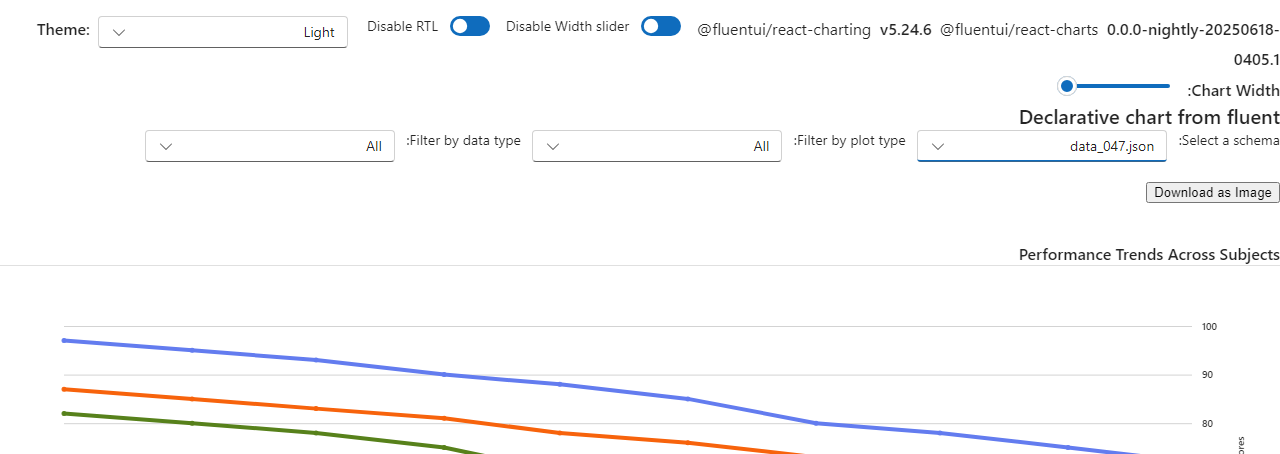 Theme: Light Disable RTL Disable Width slider @fluentui/react-charting v5.24.6 @fluentui/react-charts 0.0.0-nightly-20250618-
0405.1
:Chart Width
Declarative chart from fluent
:Select a schema data_047.json :Filter by plot type All :Filter by data type All
Download as Image
Performance Trends Across Subjects
100
90
80